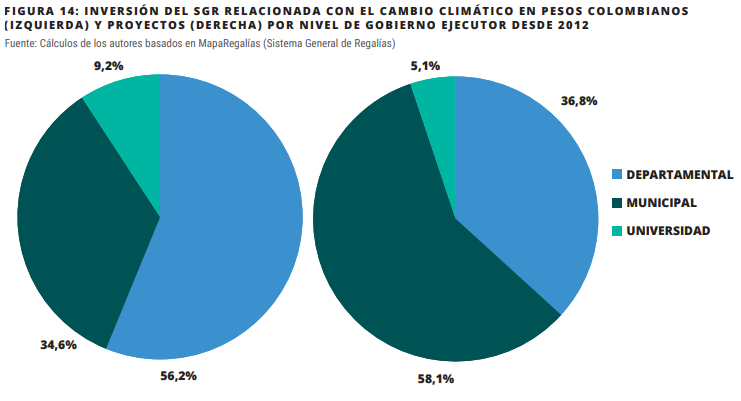 FIGURA 14: INVERSIÓN DEL SGR RELACIONADA CON EL CAMBIO CLIMÁTICO EN PESOS COLOMBIANOS
(IZQUIERDA) Y PROYECTOS (DERECHA) POR NIVEL DE GOBIERNO EJECUTOR DESDE 2012
Fuente: Cálculos de los autores basados en MapaRegalías (Sistema General de Regalías)
9,2%
34,6%
56,2%
5,1%
36,8%
58,1%
DEPARTAMENTAL
MUNICIPAL
UNIVERSIDAD